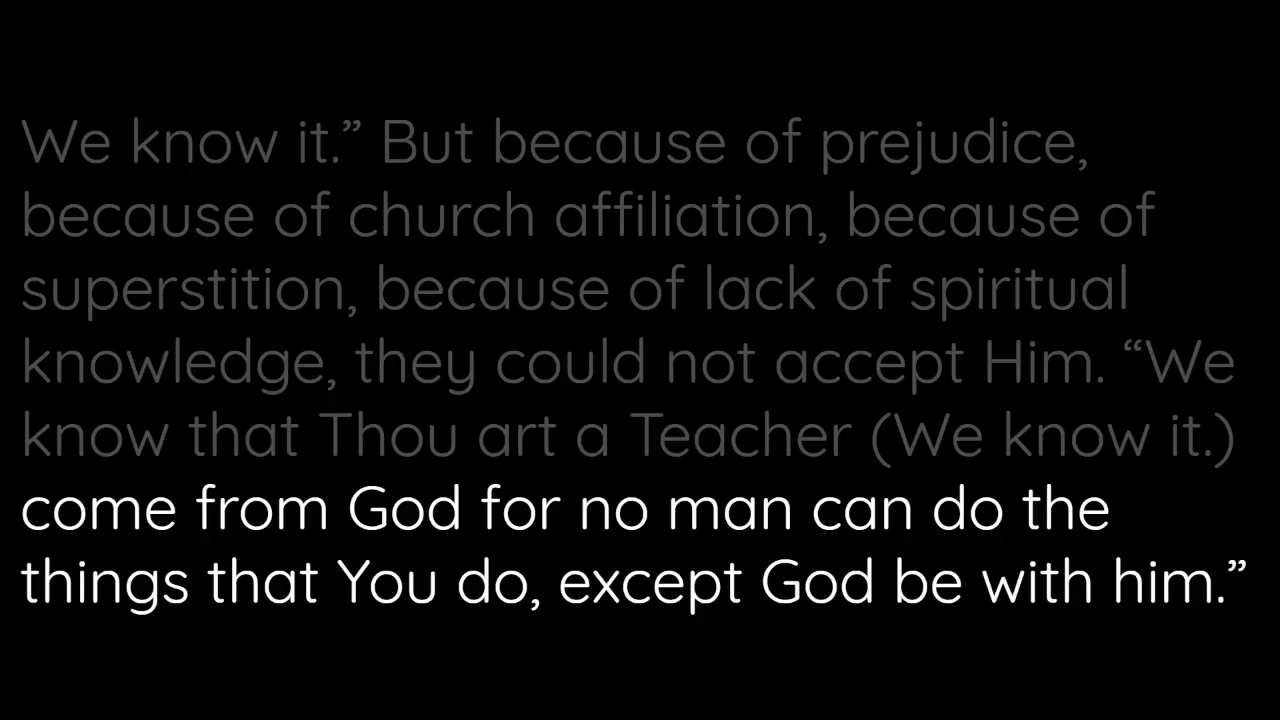 We know it.” But because of prejudice,
because of church affiliation, because of
superstition, because of lack of spiritual
knowledge, they could not accept Him. “We
know that Thou art a Teacher (We know it.)
come from God for no man can do the
things that You do, except God be with him.”